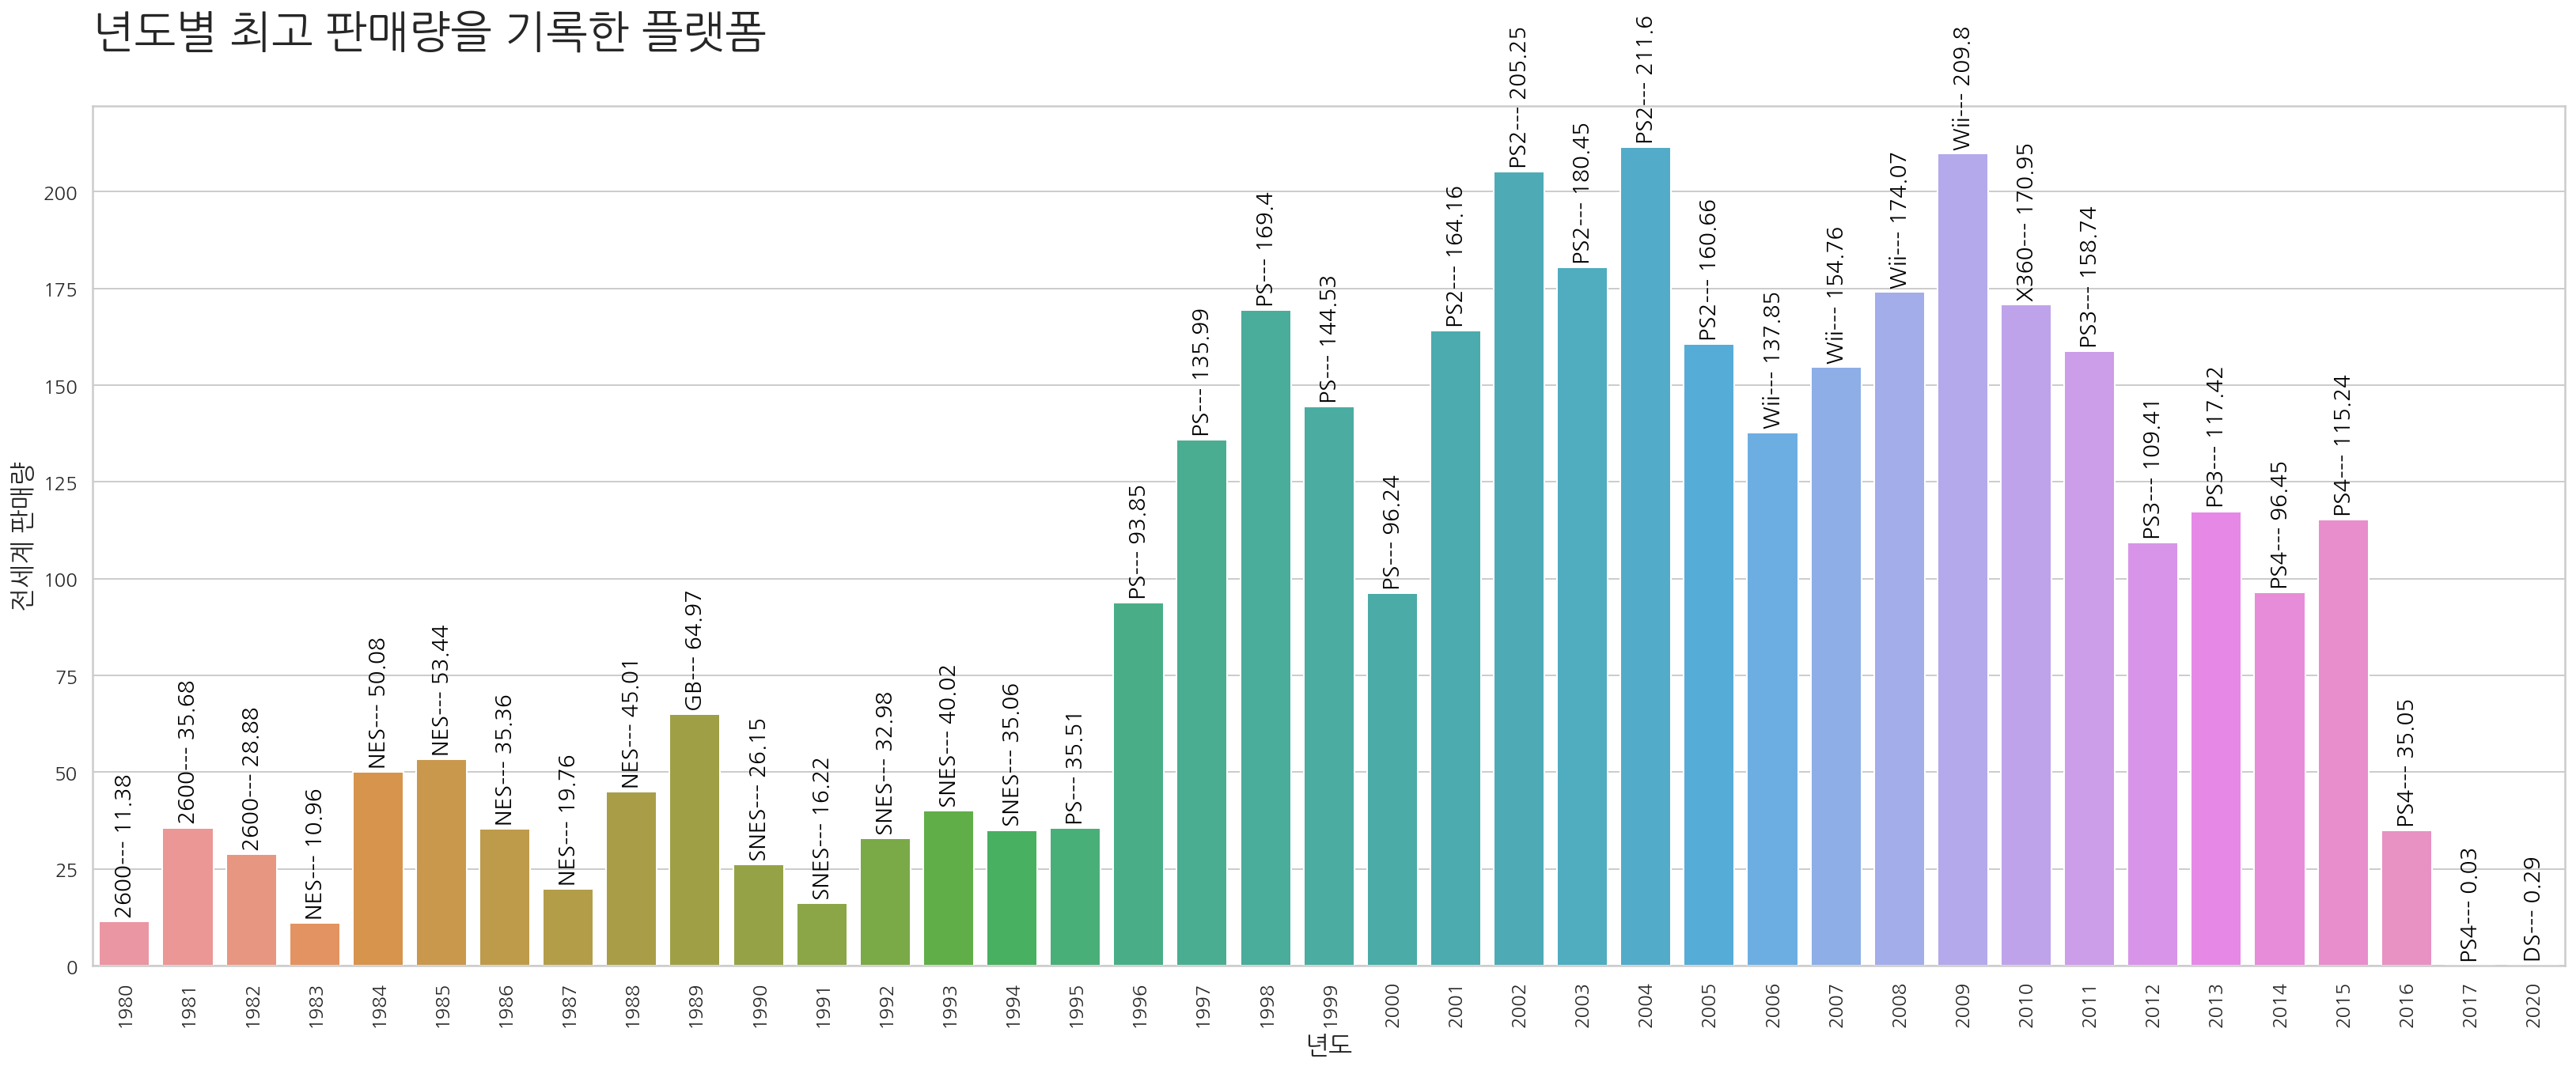 년도별 최고 판매량을 기록한 플랫폼
전세계 판매량
200
175
150
125
100
75
50
25
0
2600--- 11.38
2600--- 35.68
2600--- 28.88
NES--- 10.96
NES--- 50.08
NES--- 53.44
NES--- 35.36
NES--- 19.76
NES--- 45.01
GB--- 64.97
SNES--- 26.15
SNES--- 16.22
SNES--- 32.98
SNES--- 40.02
SNES--- 35.06
PS--- 35.51
PS--- 93.85
PS--- 135.99
PS--- 169.4
PS--- 144.53
PS--- 96.24
PS2--- 164.16
PS2--- 205.25
PS2--- 180.45
PS2--- 211.6
PS2--- 160.66
Wii--- 137.85
Wii--- 154.76
Wii--- 174.07
Wii--- 209.8
X360--- 170.95
PS3--- 158.74
PS3--- 109.41
PS3--- 117.42
PS4--- 96.45
PS4--- 115.24
PS4--- 35.05
PS4--- 0.03
DS--- 0.29
1980
1981
1982
1983
1984
1985
1986
1987
1988
1989
1990
1991
1992
1993
1994
1995
1996
1997
1998
1999
2000
2001
2002
2003
2004
2005
2006
2007
2008
2009
2010
2011
2012
2013
2014
2015
2016
2017
2020
년도